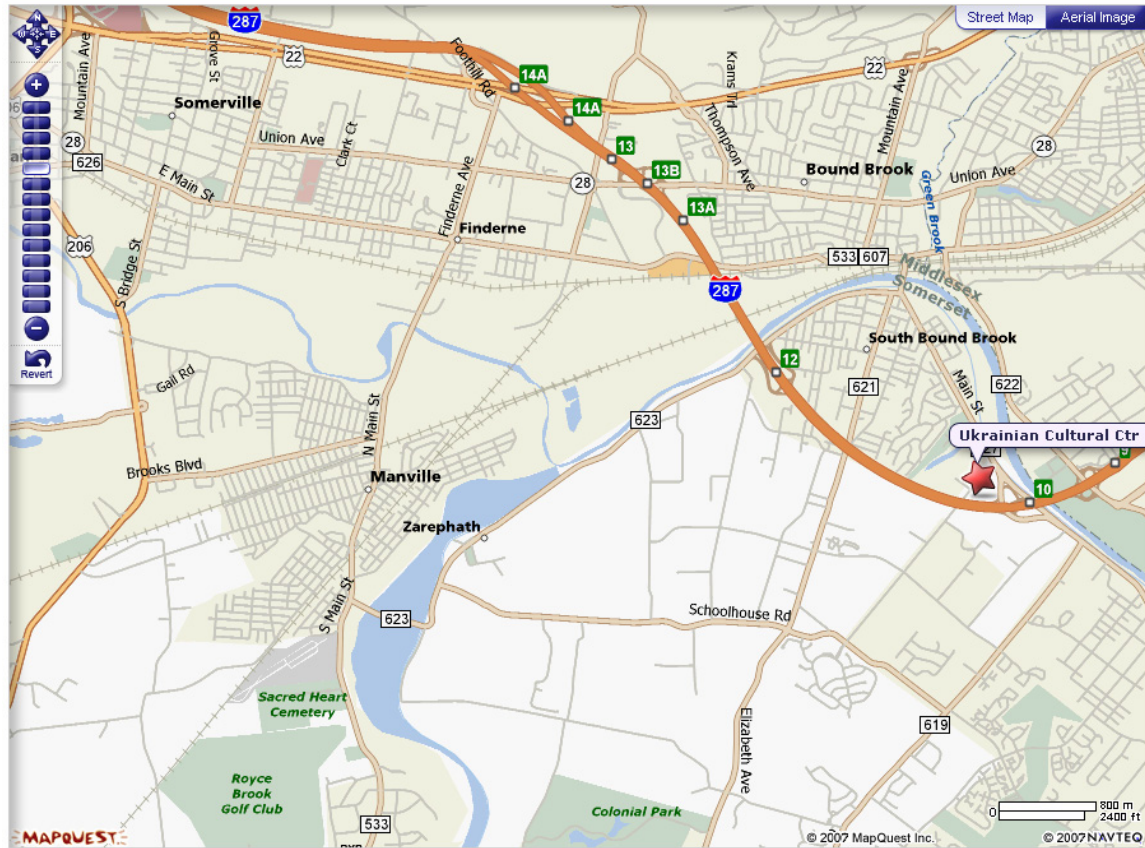 287
Street Map
Aerial Image
N
W
E
S
22
Mountain Ave
Grove St
Foothill Rd
14A
Krams Trl
22
Mountain Ave
Somerville
14A
Thompson Ave
28
626
Union Ave
Clark Ct
13
28
E Main St
Finderne Ave
28
13B
Bound Brook
Union Ave
13A
Green Brook
Finderne
206
S Bridge St
533
607
Middlesex
Somerset
287
South Bound Brook
Revert
Gail Rd
12
621
Main St
622
N Main St
623
Ukrainian Cultural Ctr
Brooks Blvd
9
Manville
10
Zarephath
S Main St
623
Schoolhouse Rd
Sacred Heart
Cemetery
Elizabeth Ave
619
Royce
Brook
Golf Club
Colonial Park
533
0
800 m
2400 ft
MAPQUEST.
© 2007 MapQuest Inc.
© 2007 NAVTEQ